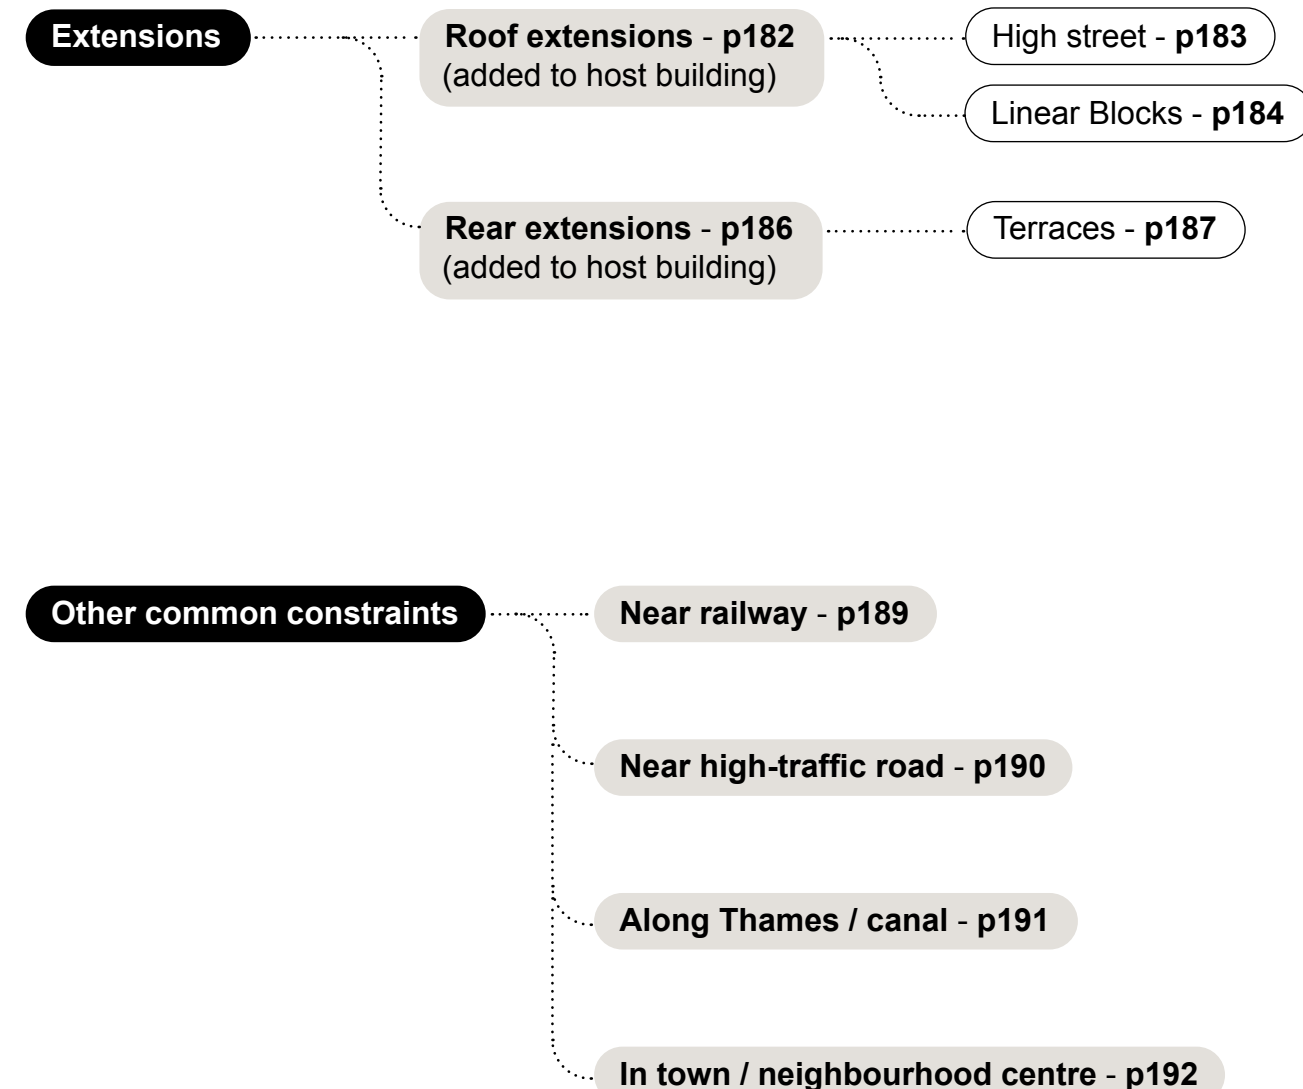 Extensions
Roof extensions - p182
(added to host building)
High street - p183
Linear Blocks - p184
Rear extensions - p186
(added to host building)
Terraces - p187
Other common constraints
Near railway - p189
Near high-traffic road - p190
Along Thames / canal - p191
In town / neighbourhood centre - p192